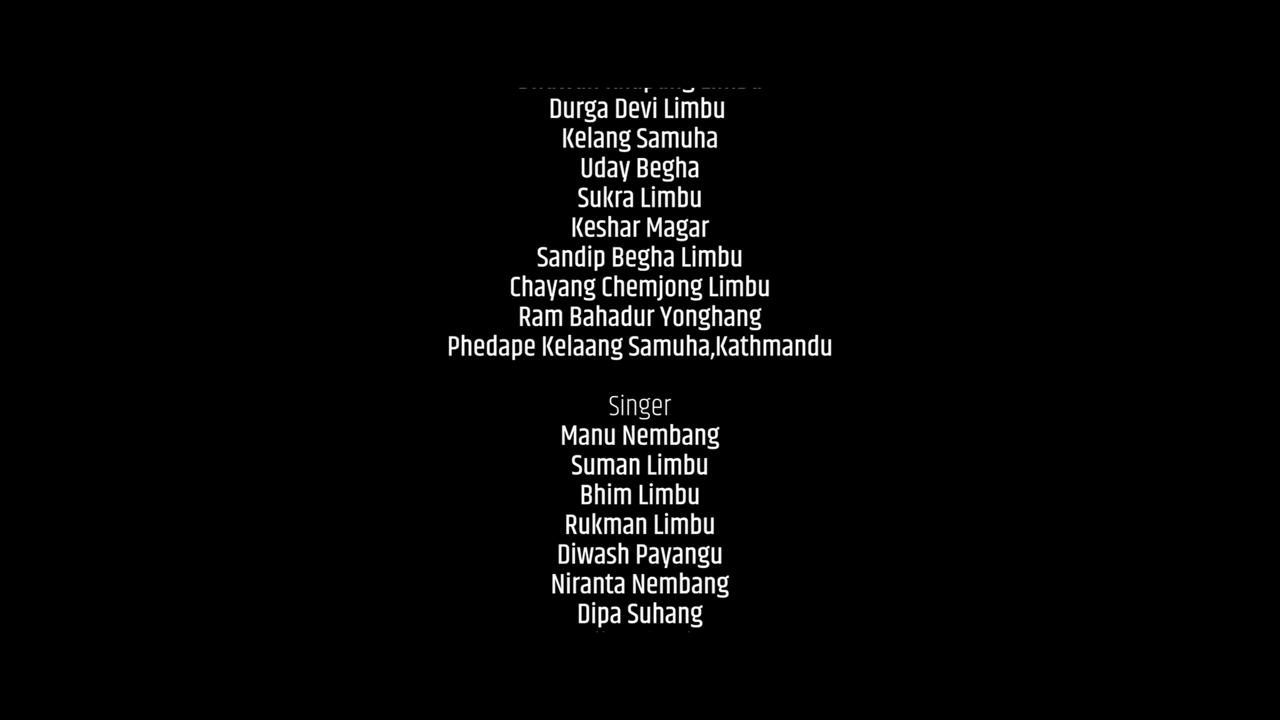 Durga Devi Limbu
Kelang Samuha
Uday Begha
Sukra Limbu
Keshar Magar
Sandip Begha Limbu
Chayang Chemjong Limbu
Ram Bahadur Yonghang
Phedape Kelaang Samuha,Kathmandu
Singer
Manu Nembang
Suman Limbu
Bhim Limbu
Rukman Limbu
Diwash Payangu
Niranta Nembang
Dipa Suhang